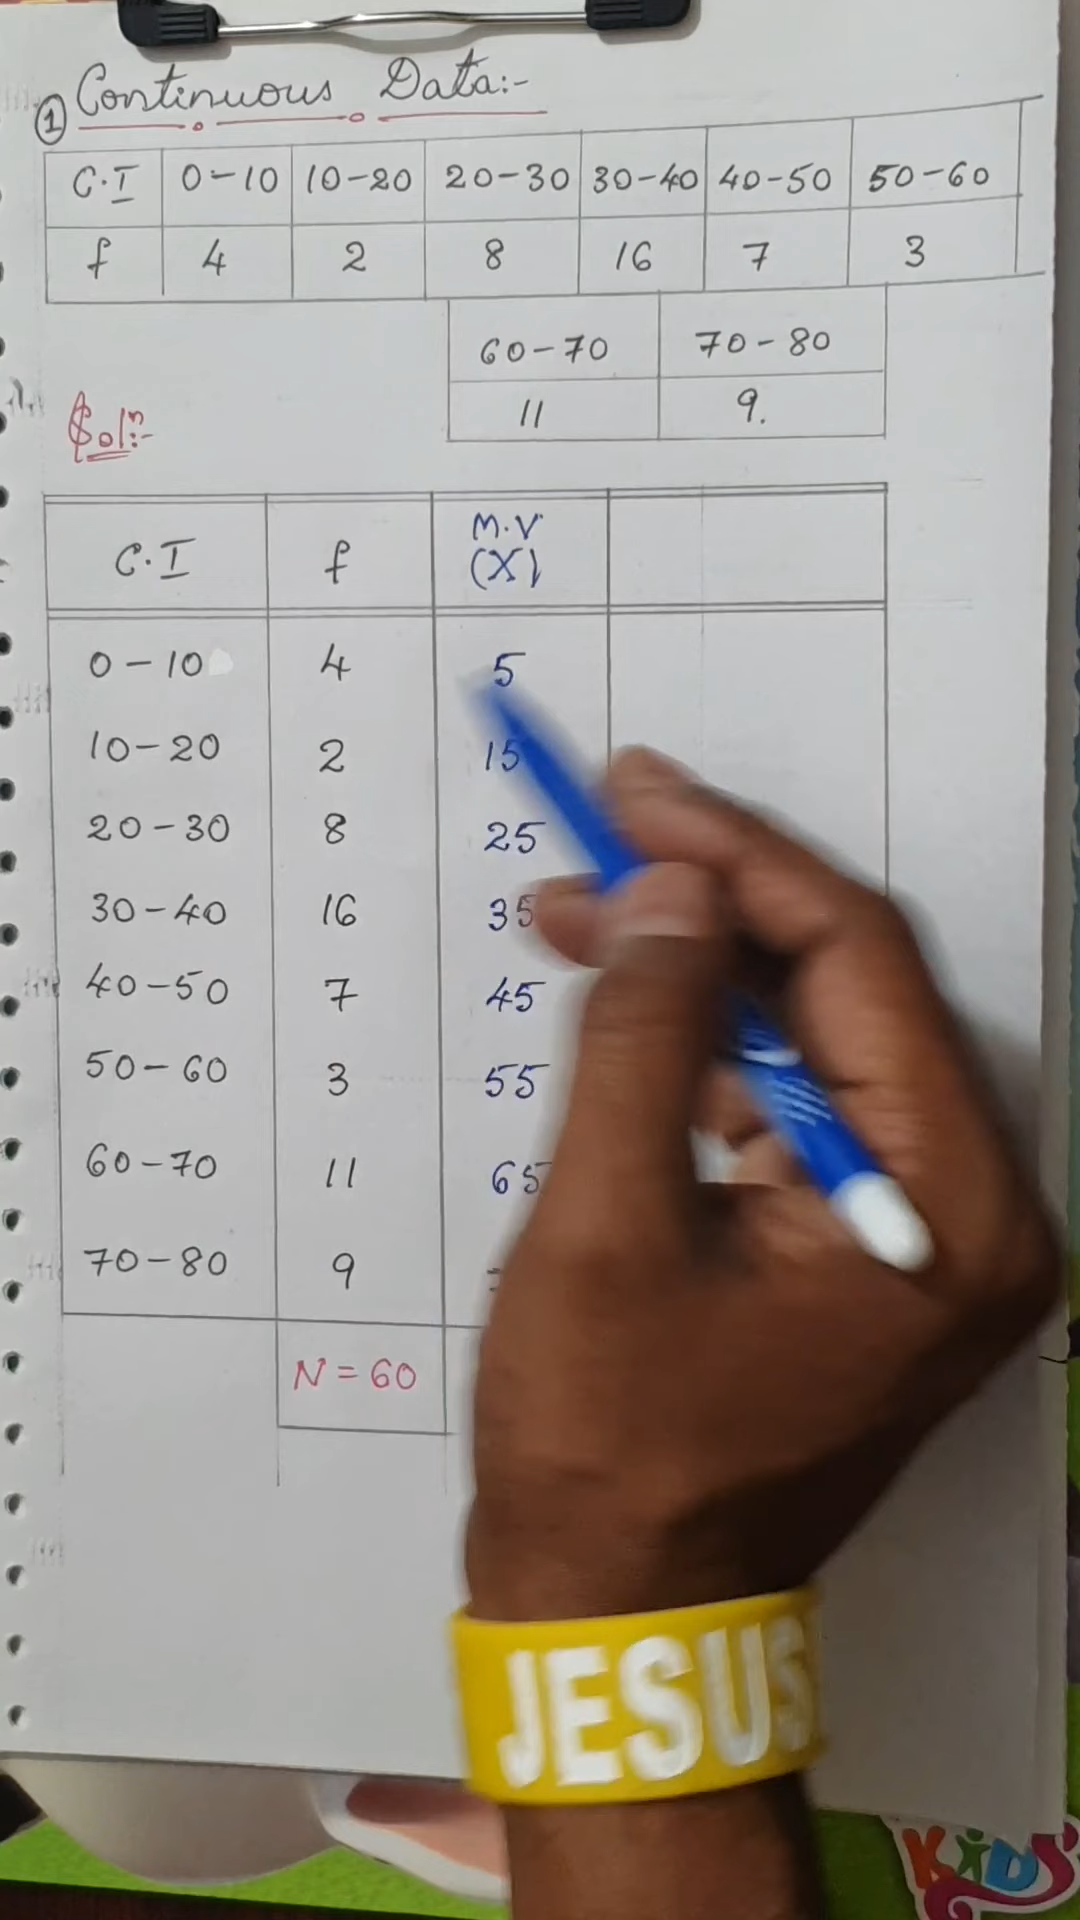 ① Continuous Data:-
C.I 0-10 10-20 20-30 30-40 40-50 50-60
f 4 2 8 16 7 3
60-70 70-80
11 9.
Solⁿ:-
C.I f M.V (X)
0-10 4 5
10-20 2 15
20-30 8 25
30-40 16 35
40-50 7 45
50-60 3 55
60-70 11 65
70-80 9
N = 60
JESUS
KiDS